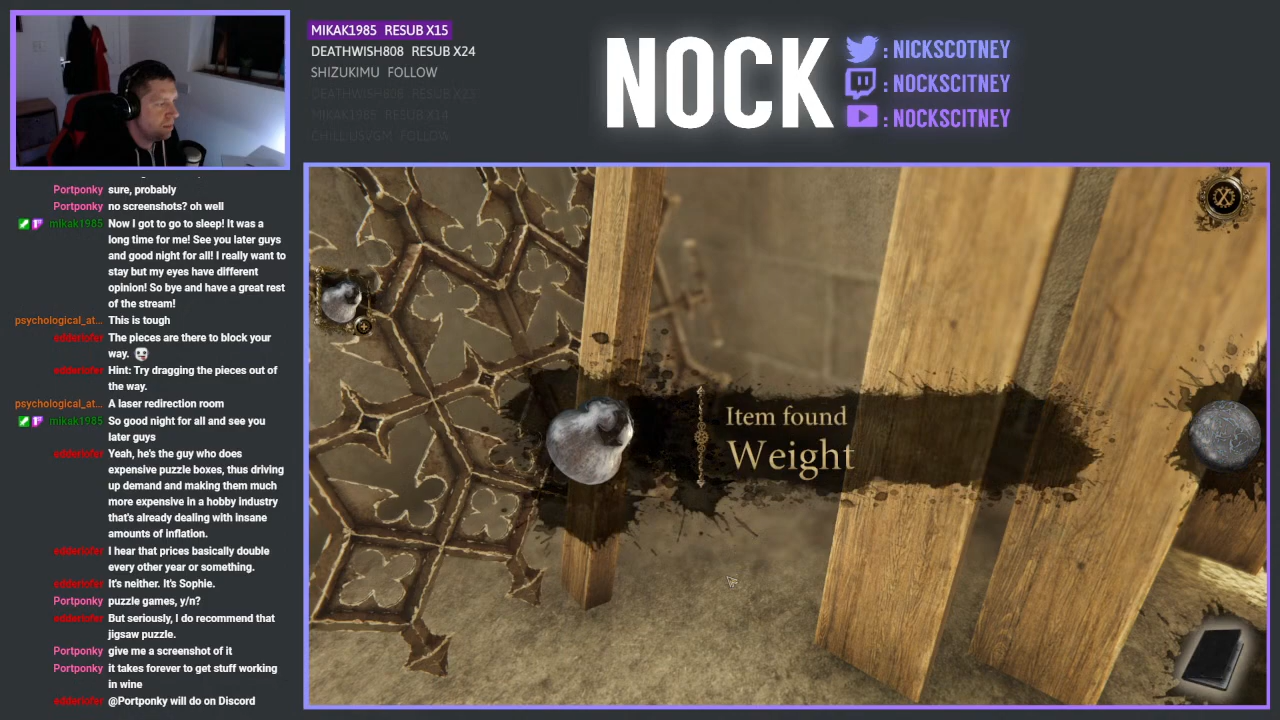 MIKAK1985 RESUB X15
DEATHWISH808 RESUB X24
SHIZUKIMU FOLLOW
DEATHWISH808 RESUB X23
MIKAK1985 RESUB X14
CHILLIUSVGM FOLLOW
NOCK
: NICKSCOTNEY
: NOCKSCITNEY
: NOCKSCITNEY
Portponky sure, probably
Portponky no screenshots? oh well
mikak1985 Now I got to go to sleep! It was a
long time for me! See you later guys
and good night for all! I really want to
stay but my eyes have different
opinion! So bye and have a great rest
of the stream!
psychological_at... This is tough
edderiofer The pieces are there to block your
way.
edderiofer Hint: Try dragging the pieces out of
the way.
psychological_at... A laser redirection room
mikak1985 So good night for all and see you
later guys
edderiofer Yeah, he's the guy who does
expensive puzzle boxes, thus driving
up demand and making them much
more expensive in a hobby industry
that's already dealing with insane
amounts of inflation.
edderiofer I hear that prices basically double
every other year or something.
edderiofer It's neither. It's Sophie.
Portponky puzzle games, y/n?
edderiofer But seriously, I do recommend that
jigsaw puzzle.
Portponky give me a screenshot of it
Portponky it takes forever to get stuff working
in wine
edderiofer @Portponky will do on Discord
Item found
Weight